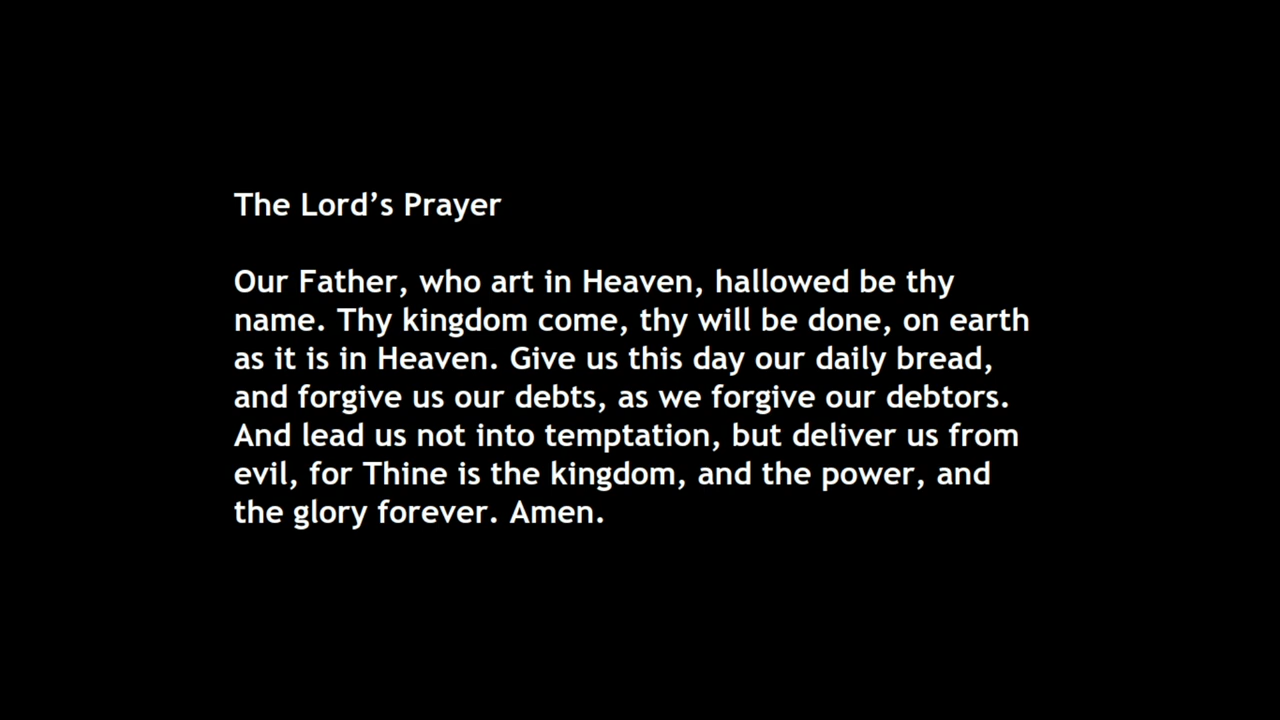 The Lord’s Prayer
Our Father, who art in Heaven, hallowed be thy
name. Thy kingdom come, thy will be done, on earth
as it is in Heaven. Give us this day our daily bread,
and forgive us our debts, as we forgive our debtors.
And lead us not into temptation, but deliver us from
evil, for Thine is the kingdom, and the power, and
the glory forever. Amen.